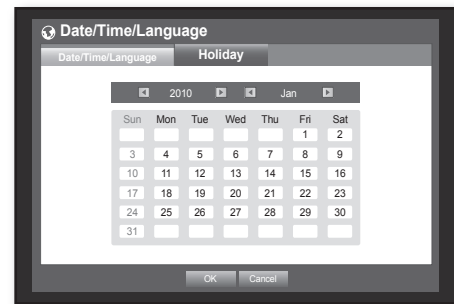 Date/Time/Language
Date/Time/Language Holiday
2010 Jan
Sun Mon Tue Wed Thu Fri Sat
1 2
3 4 5 6 7 8 9
10 11 12 13 14 15 16
17 18 19 20 21 22 23
24 25 26 27 28 29 30
31
OK Cancel